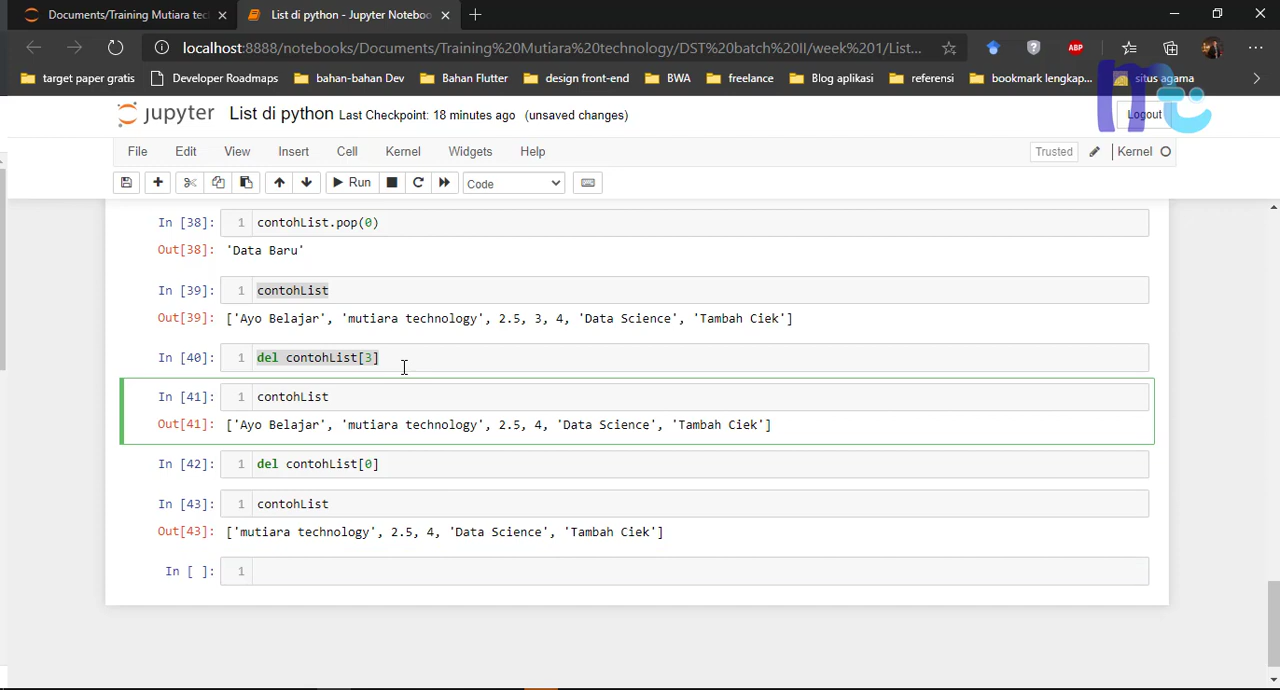 Documents/Training Mutiara tec
List di python - Jupyter Noteboo
localhost:8888/notebooks/Documents/Training%20Mutiara%20technology/DST%20batch%20II/week%201/List...
ABP
target paper gratis
Developer Roadmaps
bahan-bahan Dev
Bahan Flutter
design front-end
BWA
freelance
Blog aplikasi
referensi
bookmark lengkap...
situs agama
jupyter List di python Last Checkpoint: 18 minutes ago (unsaved changes)
Logout
File Edit View Insert Cell Kernel Widgets Help
Trusted
Kernel
Run
Code
In [38]: 1 contohList.pop(0)
Out[38]: 'Data Baru'
In [39]: 1 contohList
Out[39]: ['Ayo Belajar', 'mutiara technology', 2.5, 3, 4, 'Data Science', 'Tambah Ciek']
In [40]: 1 del contohList[3]
In [41]: 1 contohList
Out[41]: ['Ayo Belajar', 'mutiara technology', 2.5, 4, 'Data Science', 'Tambah Ciek']
In [42]: 1 del contohList[0]
In [43]: 1 contohList
Out[43]: ['mutiara technology', 2.5, 4, 'Data Science', 'Tambah Ciek']
In [ ]: 1